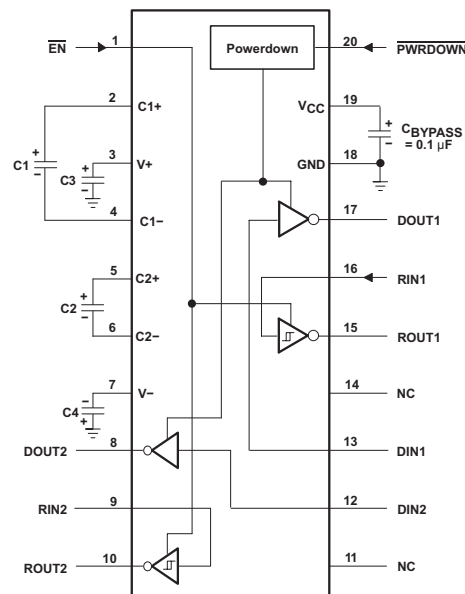 EN 1 Powerdown 20 PWRDOWN
2 C1+ VCC 19
C1 + − 3 V+ C3 + − GND 18 + − CBYPASS = 0.1 μF
4 C1− 17 DOUT1
5 C2+ 16 RIN1
C2 + −
6 C2− 15 ROUT1
7 V− 14 NC
C4 − +
DOUT2 8 13 DIN1
RIN2 9 12 DIN2
ROUT2 10 11 NC